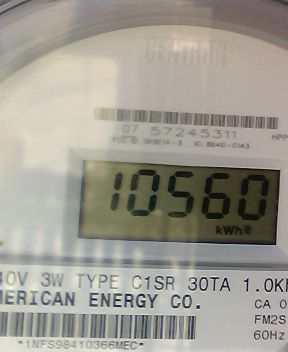 CENTRON®
07 57245311
HPP
10560
kWh
40V 3W TYPE C1SR 30TA 1.0K
MERICAN ENERGY CO.
CA 0
FM2S
60Hz
*1NFS98410366MEC*